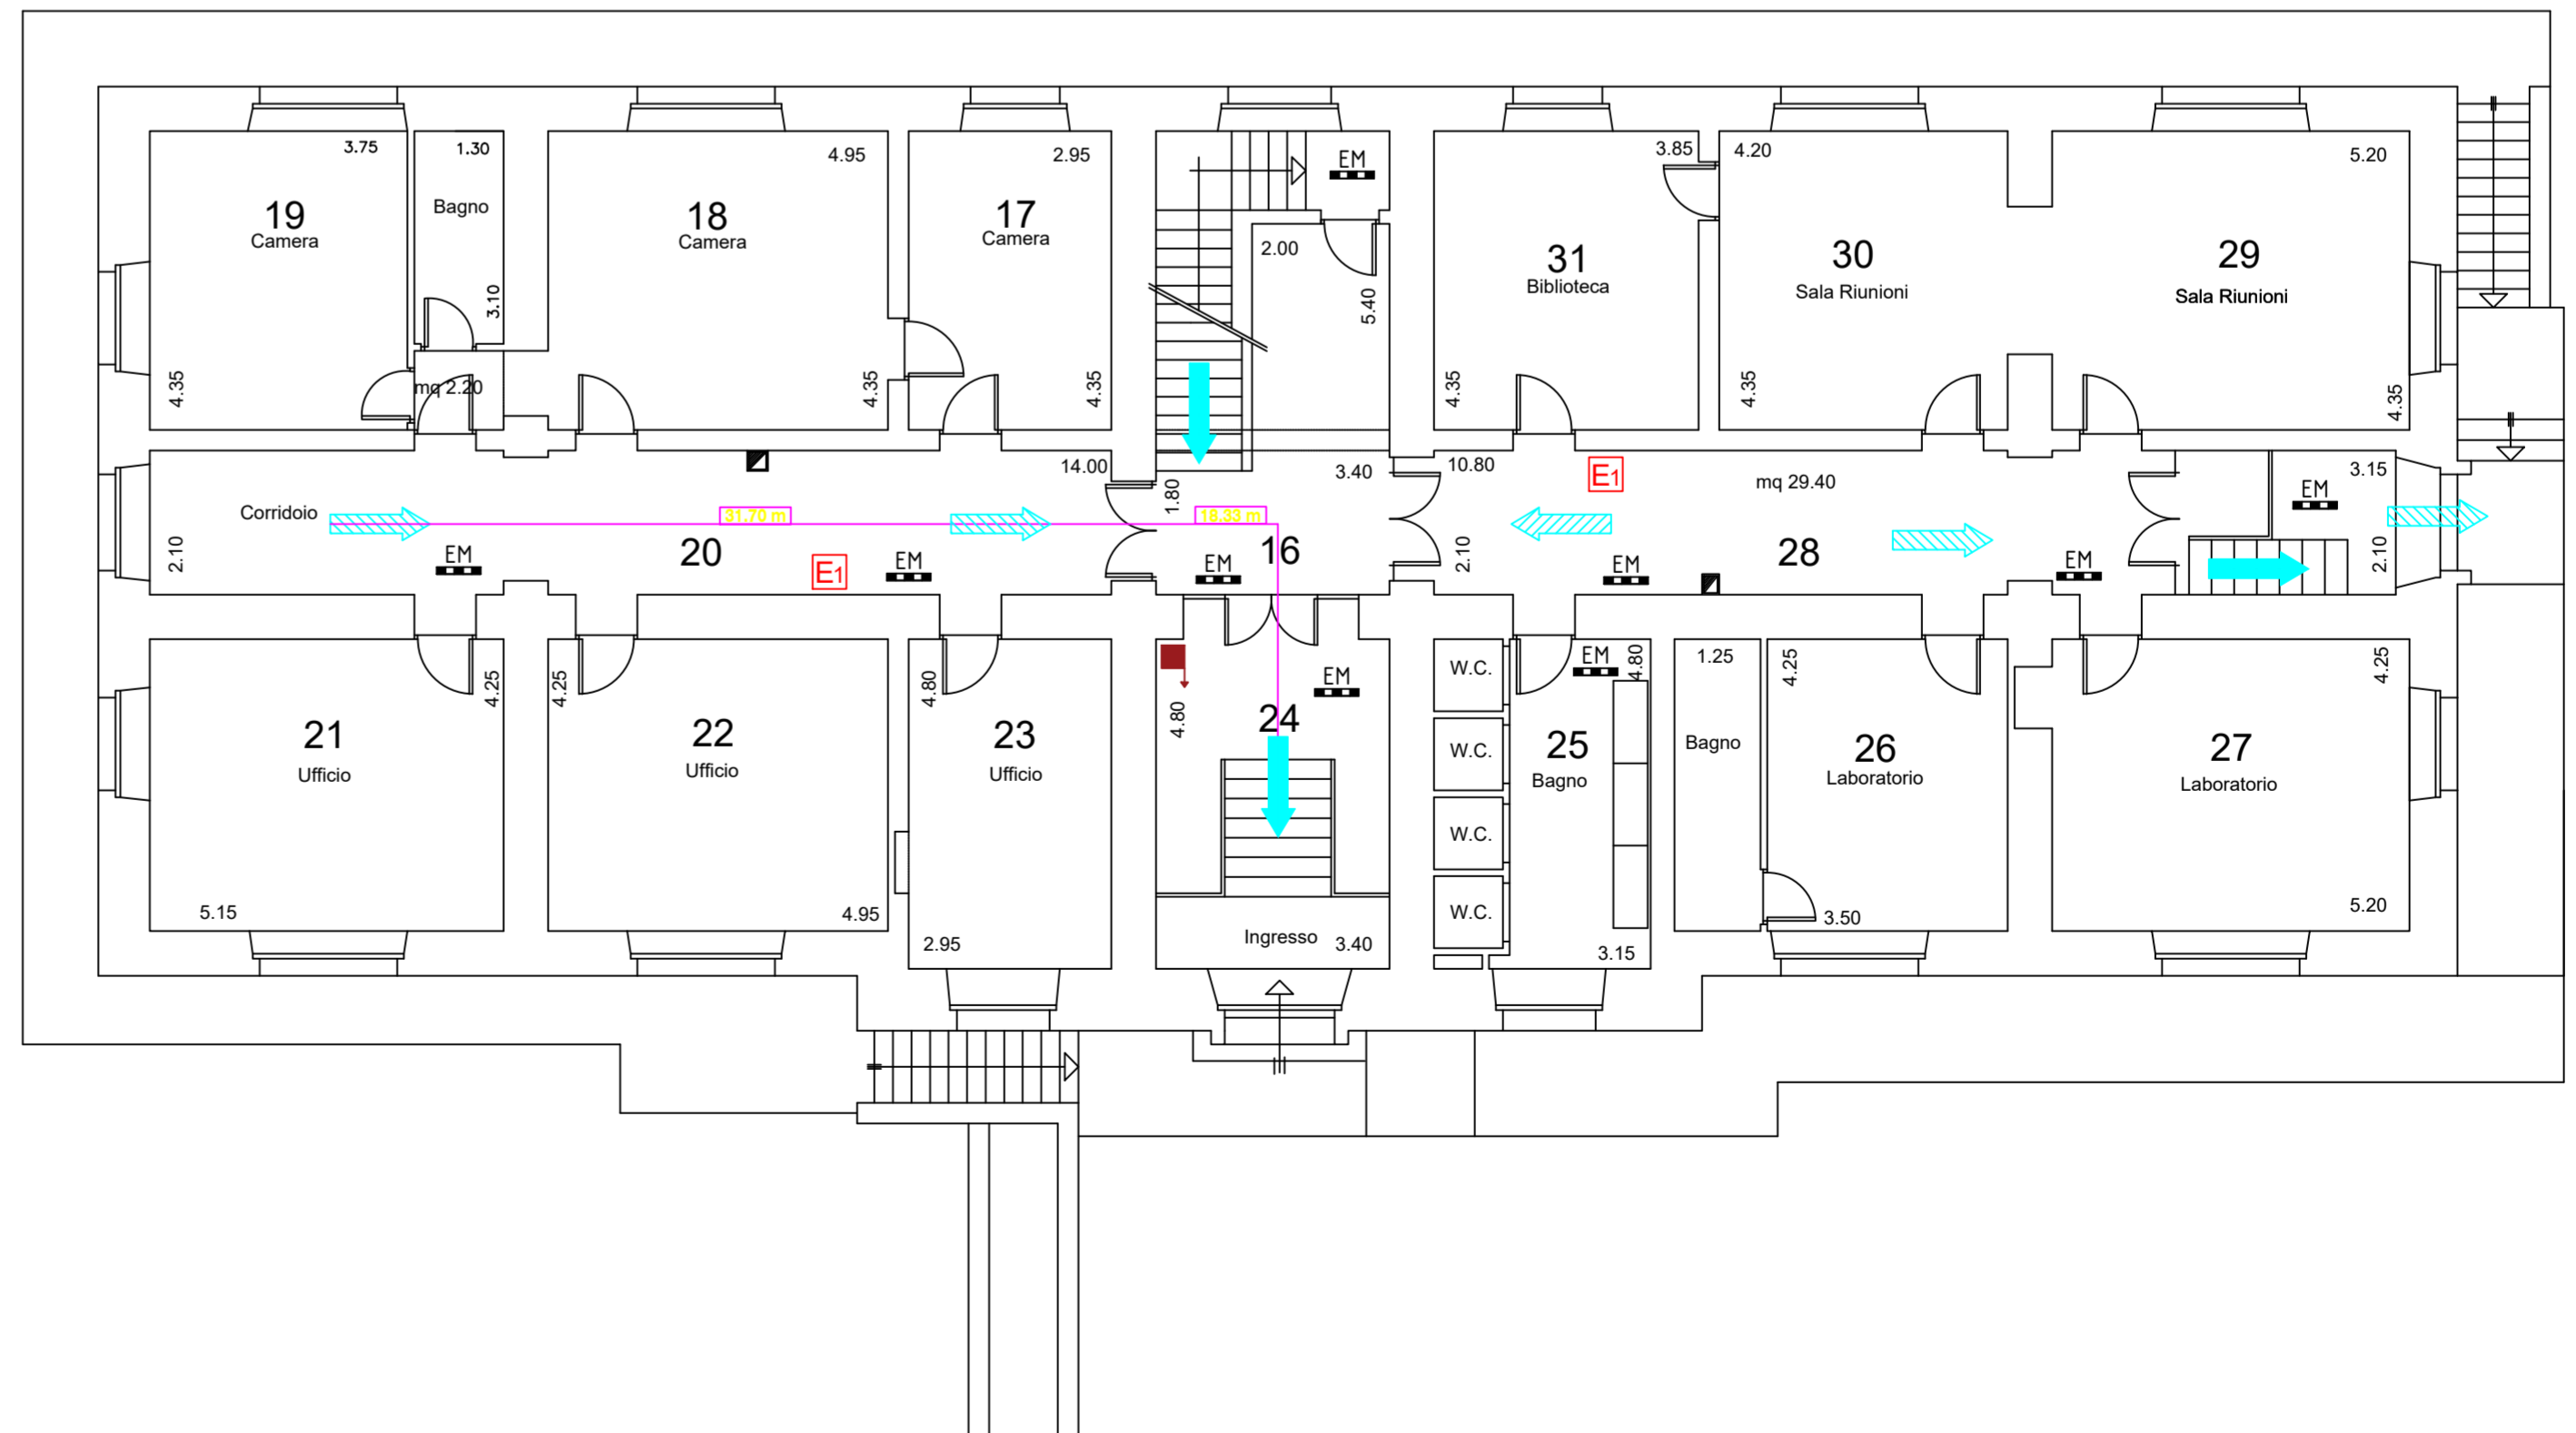 3.75
1.30
4.95
2.95
EM
3.85
4.20
5.20
19
Camera
Bagno
18
Camera
17
Camera
2.00
31
Biblioteca
30
Sala Riunioni
29
Sala Riunioni
3.10
5.40
4.35
mq 2.20
4.35
4.35
4.35
4.35
4.35
14.00
1.80
3.40
10.80
E1
mq 29.40
3.15
EM
Corridoio
31.70 m
18.33 m
2.10
EM
20
E1
EM
EM
16
2.10
EM
28
EM
2.10
4.25
4.25
4.80
4.80
EM
W.C.
EM
4.80
1.25
4.25
4.25
21
Ufficio
22
Ufficio
23
Ufficio
24
W.C.
25
Bagno
Bagno
26
Laboratorio
27
Laboratorio
W.C.
5.15
4.95
2.95
Ingresso
3.40
W.C.
3.15
3.50
5.20